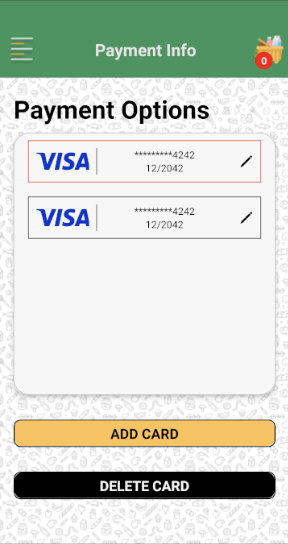 Payment Info
0
Payment Options
VISA
*********4242
12/2042
VISA
*********4242
12/2042
ADD CARD
DELETE CARD